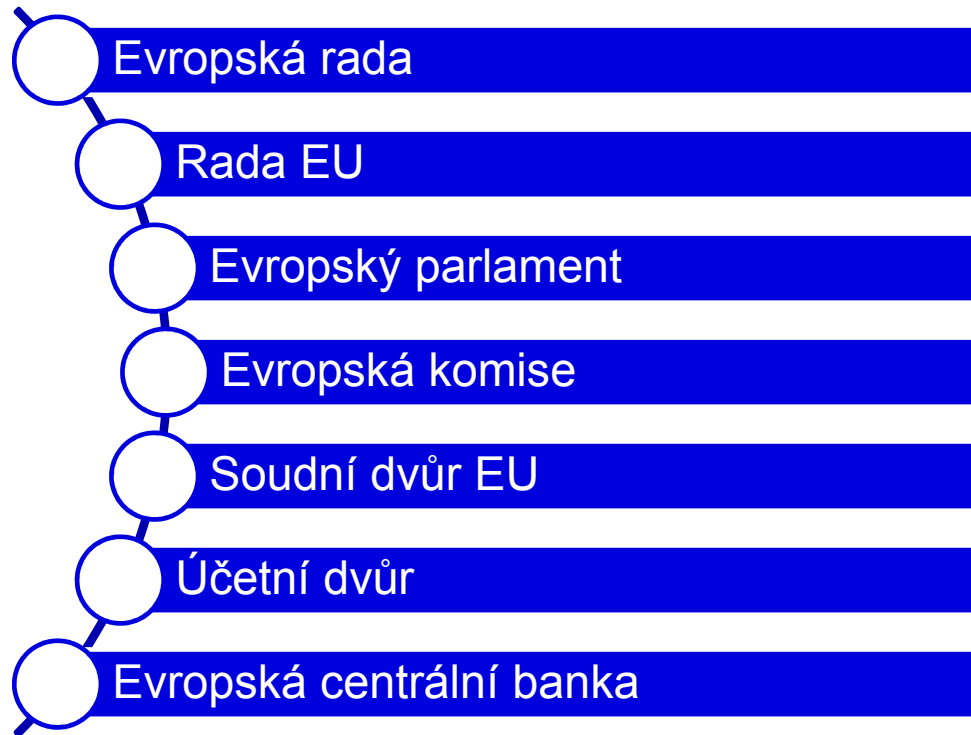 Evropská rada
Rada EU
Evropský parlament
Evropská komise
Soudní dvůr EU
Účetní dvůr
Evropská centrální banka